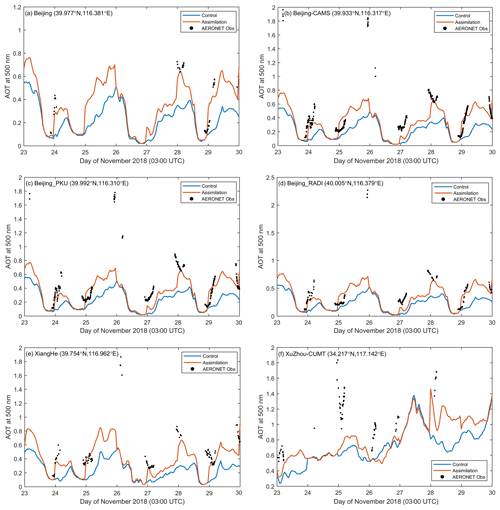 (a) Beijing (39.977°N,116.381°E)
Control
Assimilation
AERONET Obs
AOT at 500 nm
1.2
1
0.8
0.6
0.4
0.2
0
23 24 25 26 27 28 29 30
Day of November 2018 (03:00 UTC)
(b) Beijing-CAMS (39.933°N,116.317°E)
Control
Assimilation
AERONET Obs
AOT at 500 nm
2
1.8
1.6
1.4
1.2
1
0.8
0.6
0.4
0.2
0
23 24 25 26 27 28 29 30
Day of November 2018 (03:00 UTC)
(c) Beijing_PKU (39.992°N,116.310°E)
Control
Assimilation
AERONET Obs
AOT at 500 nm
2
1.8
1.6
1.4
1.2
1
0.8
0.6
0.4
0.2
0
23 24 25 26 27 28 29 30
Day of November 2018 (03:00 UTC)
(d) Beijing_RADI (40.005°N,116.379°E)
Control
Assimilation
AERONET Obs
AOT at 500 nm
2.5
2
1.5
1
0.5
0
23 24 25 26 27 28 29 30
Day of November 2018 (03:00 UTC)
(e) XiangHe (39.754°N,116.962°E)
Control
Assimilation
AERONET Obs
AOT at 500 nm
2
1.8
1.6
1.4
1.2
1
0.8
0.6
0.4
0.2
0
23 24 25 26 27 28 29 30
Day of November 2018 (03:00 UTC)
(f) XuZhou-CUMT (34.217°N,117.142°E)
Control
Assimilation
AERONET Obs
AOT at 500 nm
2
1.8
1.6
1.4
1.2
1
0.8
0.6
0.4
0.2
23 24 25 26 27 28 29 30
Day of November 2018 (03:00 UTC)